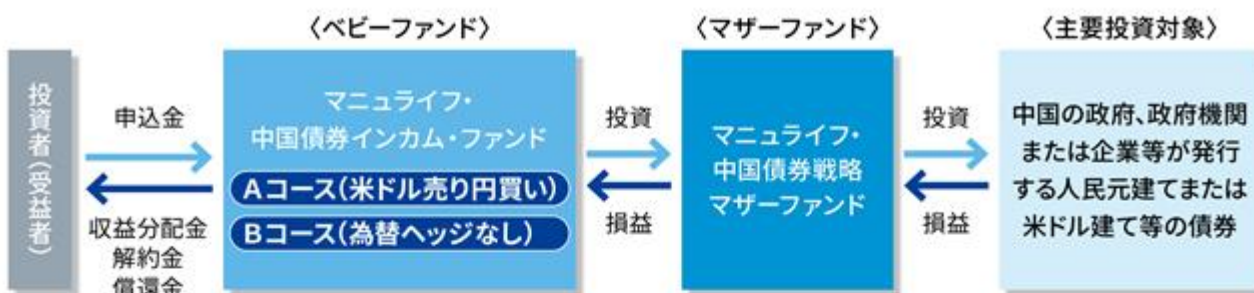 〈ベビーファンド〉
〈マザーファンド〉
〈主要投資対象〉
投資者(受益者)
申込金
収益分配金
解約金
償還金
マニュライフ・
中国債券インカム・ファンド
Aコース(米ドル売り円買い)
Bコース(為替ヘッジなし)
投資
損益
マニュライフ・
中国債券戦略
マザーファンド
投資
損益
中国の政府、政府機関
または企業等が発行
する人民元建てまたは
米ドル建て等の債券